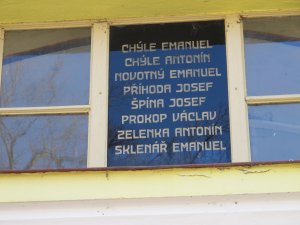 CHÝLE EMANUEL
CHÝLE ANTONÍN
NOVOTNÝ EMANUEL
PŘÍHODA JOSEF
ŠPÍNA JOSEF
PROKOP VÁCLAV
ZELENKA ANTONÍN
SKLENÁŘ EMANUEL